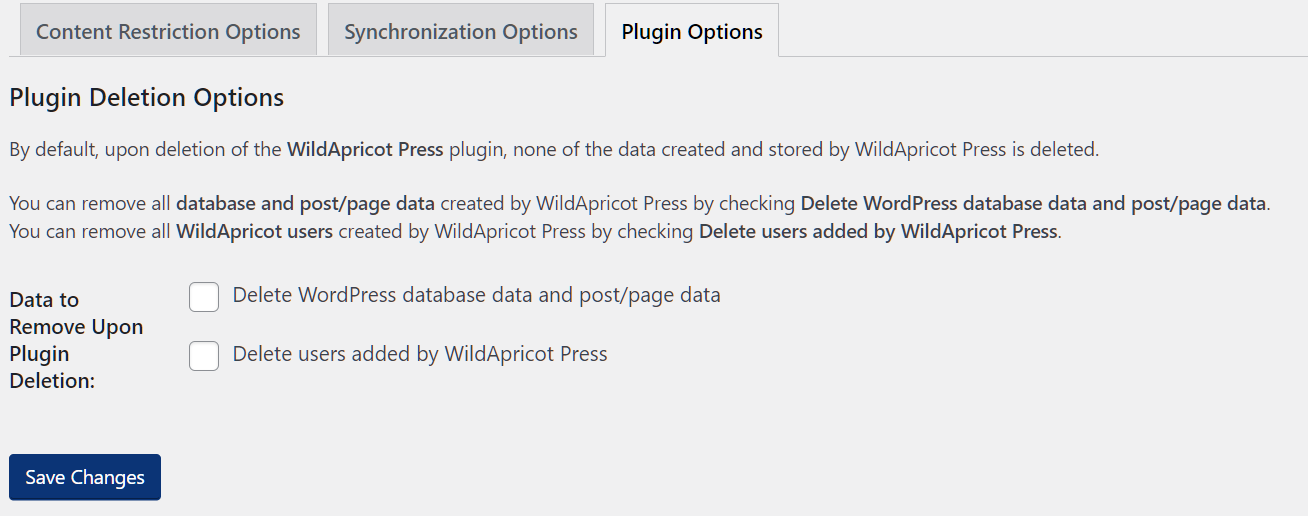 Content Restriction Options
Synchronization Options
Plugin Options
Plugin Deletion Options
By default, upon deletion of the WildApricot Press plugin, none of the data created and stored by WildApricot Press is deleted.
You can remove all database and post/page data created by WildApricot Press by checking Delete WordPress database data and post/page data.
You can remove all WildApricot users created by WildApricot Press by checking Delete users added by WildApricot Press.
Data to
Remove Upon
Plugin
Deletion:
Delete WordPress database data and post/page data
Delete users added by WildApricot Press
Save Changes